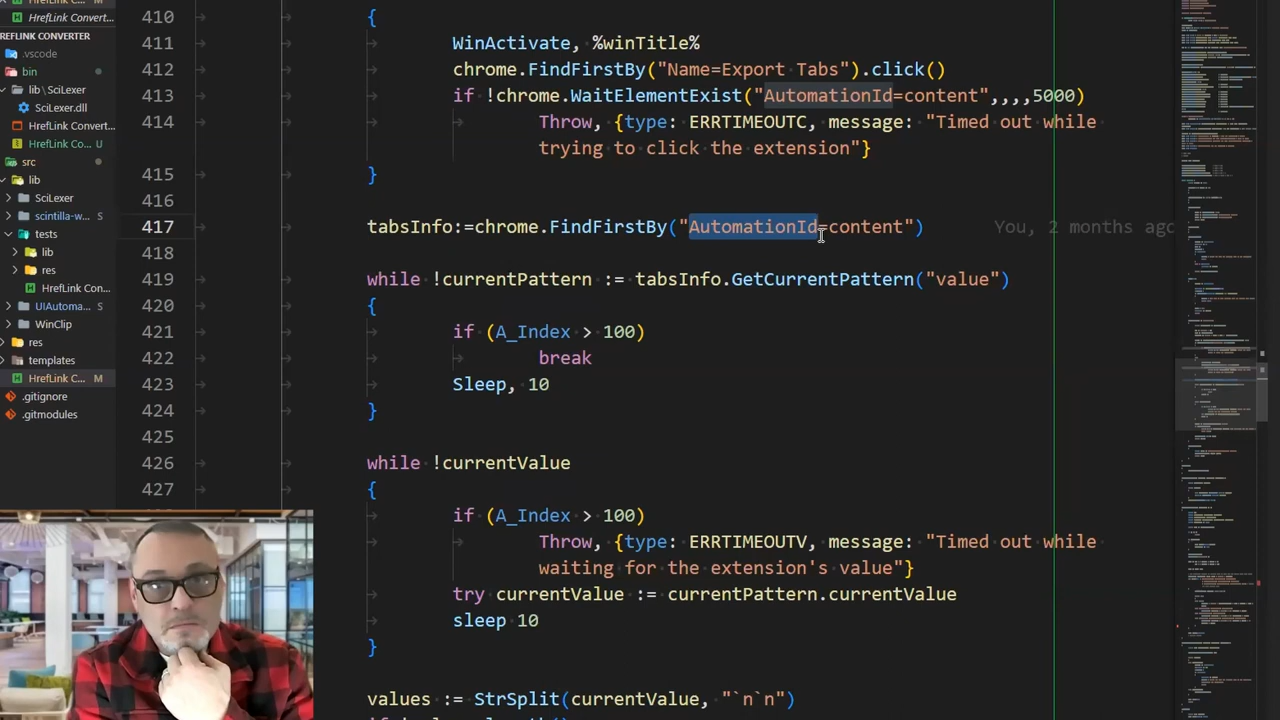 HrefLink Convert...
REFLINK CONVERTER
.vscode
bin
lib \ SciLexer
SciLexer.dll
HrefLink Convert...
HrefLink Co... M
src
lib
SciLexer
scintilla-w...
tests
lib
res
HrefLink Con...
UIAutoma...
WinClip
res
templates
HrefLink C... M
.gitignore
.gitmodules
410 {
411 WinActivate, %winTitle%
412 chrome.FindFirstBy("Name=Export Tabs").click()
413 if !chrome.WaitElementExist("AutomationId=content",,,,5000)
414 Throw, {type: ERRTIMEOUTC, message: "Timed out while
trying to click the extension"}
415 }
416
417 tabsInfo:=chrome.FindFirstBy("AutomationId=content") You, 2 months ago
418
419 while !currentPattern := tabsInfo.GetCurrentPattern("value")
420 {
421 if (A_Index > 100)
422 break
423 Sleep, 10
424 }
425
426 while !currentValue
427 {
if (A_Index > 100)
Throw, {type: ERRTIMEOUTV, message: "Timed out while
waiting for the extension's value"}
try currentValue := currentPattern.currentValue
sleep 10
}
values := StrSplit(currentValue, "`n`n")